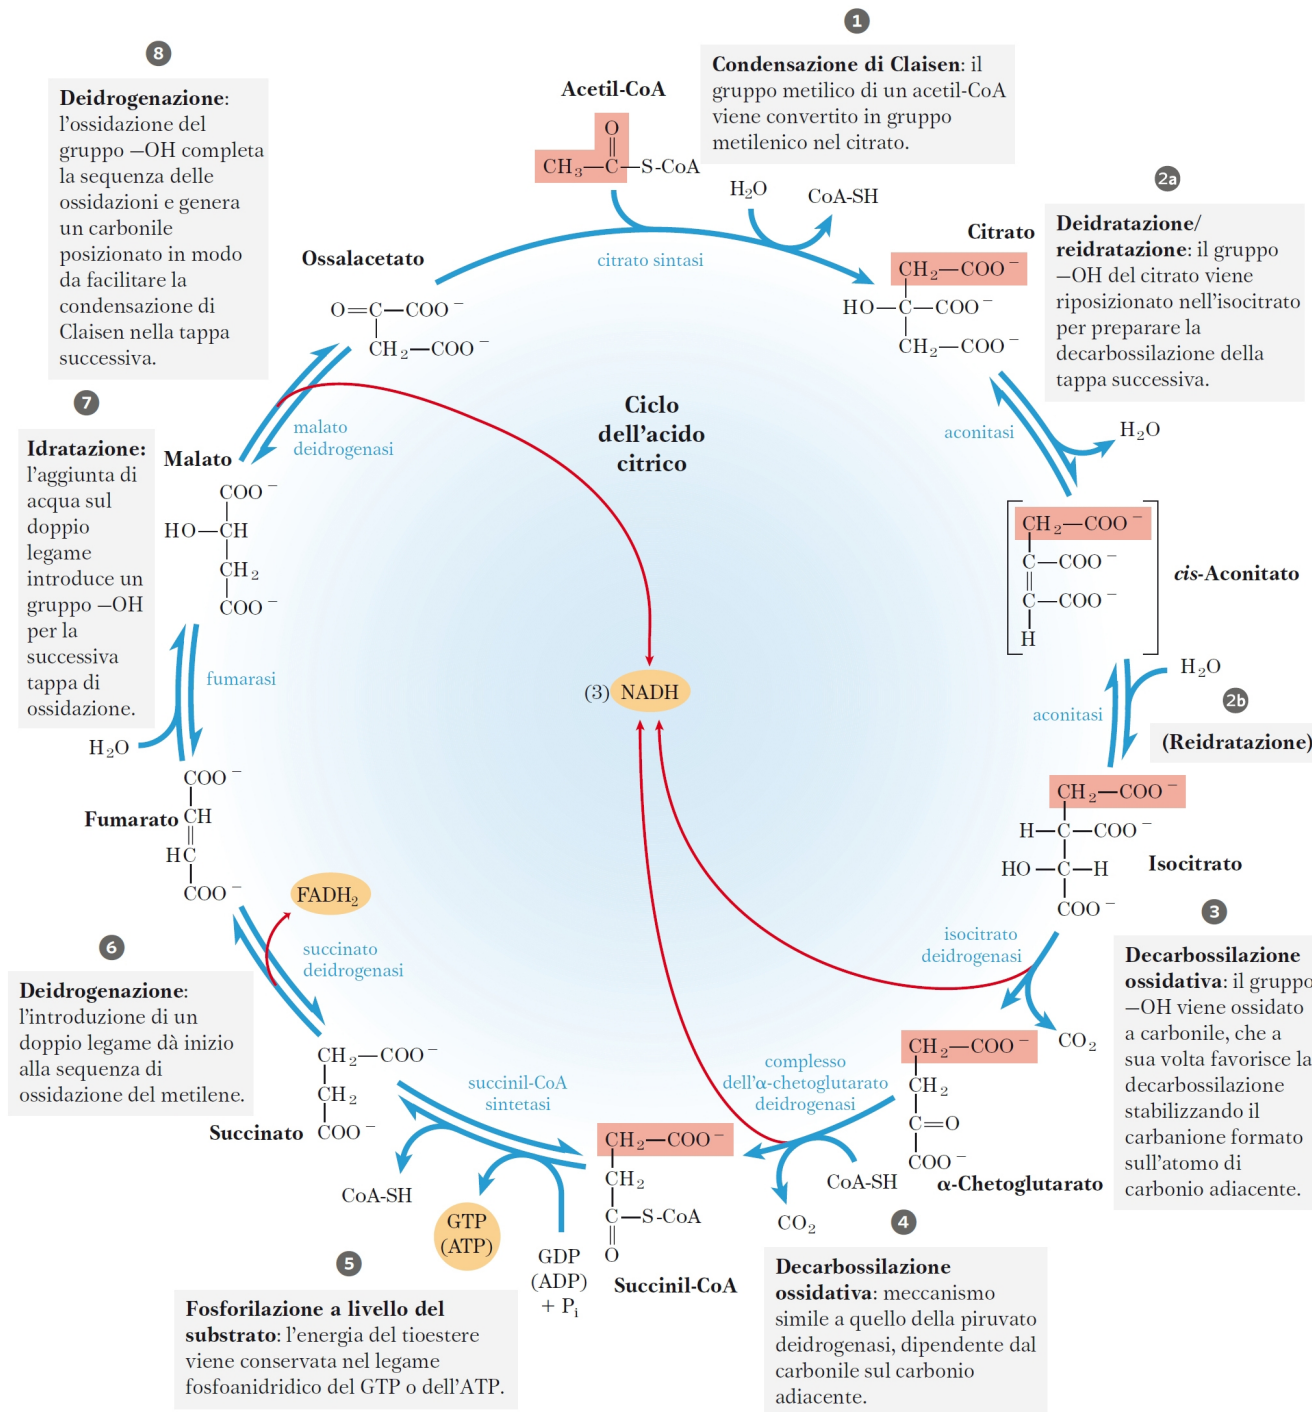 1
Condensazione di Claisen: il
gruppo metilico di un acetil-CoA
viene convertito in gruppo
metilenico nel citrato.
Acetil-CoA
O
CH₃—C—S-CoA
H₂O
CoA-SH
citrato sintasi
Citrato
CH₂—COO⁻
HO—C—COO⁻
CH₂—COO⁻
2a
Deidratazione/
reidratazione: il gruppo
—OH del citrato viene
riposizionato nell'isocitrato
per preparare la
decarbossilazione della
tappa successiva.
aconitasi
H₂O
CH₂—COO⁻
C—COO⁻
C—COO⁻
H
cis-Aconitato
H₂O
aconitasi
2b
(Reidratazione)
CH₂—COO⁻
H—C—COO⁻
HO—C—H
COO⁻
Isocitrato
3
Decarbossilazione
ossidativa: il gruppo
—OH viene ossidato
a carbonile, che a
sua volta favorisce la
decarbossilazione
stabilizzando il
carbanione formato
sull'atomo di
carbonio adiacente.
isocitrato
deidrogenasi
CO₂
CH₂—COO⁻
CH₂
C=O
COO⁻
α-Chetoglutarato
complesso
dell'α-chetoglutarato
deidrogenasi
CoA-SH
CO₂
4
Decarbossilazione
ossidativa: meccanismo
simile a quello della piruvato
deidrogenasi, dipendente dal
carbonile sul carbonio
adiacente.
CH₂—COO⁻
CH₂
C—S-CoA
O
Succinil-CoA
succinil-CoA
sintetasi
GDP
(ADP)
+ Pᵢ
GTP
(ATP)
CoA-SH
5
Fosforilazione a livello del
substrato: l'energia del tioestere
viene conservata nel legame
fosfoanidridico del GTP o dell'ATP.
CH₂—COO⁻
CH₂
Succinato COO⁻
6
Deidrogenazione:
l'introduzione di un
doppio legame dà inizio
alla sequenza di
ossidazione del metilene.
succinato
deidrogenasi
FADH₂
COO⁻
Fumarato CH
HC
COO⁻
H₂O
fumarasi
7
Idratazione:
l'aggiunta di
acqua sul
doppio
legame
introduce un
gruppo —OH
per la
successiva
tappa di
ossidazione.
Malato
COO⁻
HO—CH
CH₂
COO⁻
malato
deidrogenasi
8
Deidrogenazione:
l'ossidazione del
gruppo —OH completa
la sequenza delle
ossidazioni e genera
un carbonile
posizionato in modo
da facilitare la
condensazione di
Claisen nella tappa
successiva.
Ossalacetato
O=C—COO⁻
CH₂—COO⁻
Ciclo
dell'acido
citrico
(3) NADH